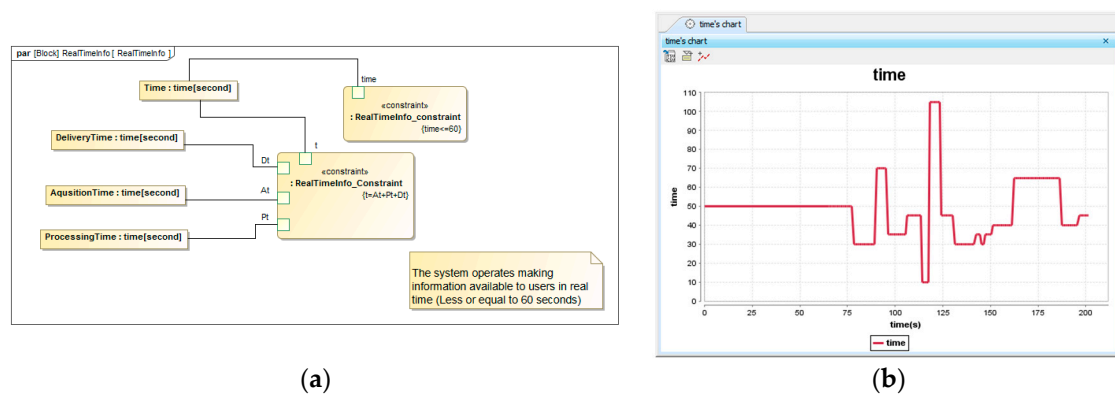 par [Block] RealTimeInfo [ RealTimeInfo ]
Time : time[second]
time
«constraint»
: RealTimeInfo_constraint
{time<=60}
DeliveryTime : time[second]
t
Dt
«constraint»
: RealTimeInfo_Constraint
{t=At+Pt+Dt}
AqusitionTime : time[second]
At
ProcessingTime : time[second]
Pt
The system operates making
information available to users in real
time (Less or equal to 60 seconds)
(a)
time's chart
time's chart
time
110
100
90
80
70
60
50
40
30
20
10
0
time
0 25 50 75 100 125 150 175 200
time(s)
time
(b)